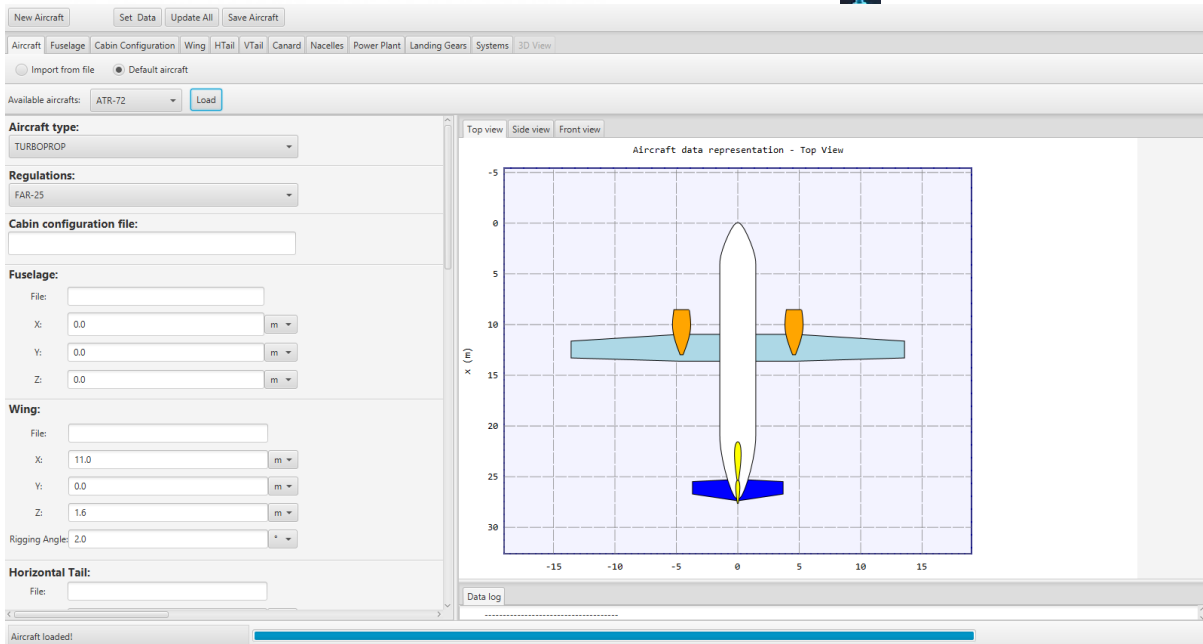 New Aircraft Set Data Update All Save Aircraft
Aircraft Fuselage Cabin Configuration Wing HTail VTail Canard Nacelles Power Plant Landing Gears Systems 3D View
Import from file Default aircraft
Available aircrafts: ATR-72 Load
Aircraft type:
TURBOPROP
Regulations:
FAR-25
Cabin configuration file:
Fuselage:
File:
X: 0.0 m
Y: 0.0 m
Z: 0.0 m
Wing:
File:
X: 11.0 m
Y: 0.0 m
Z: 1.6 m
Rigging Angle: 2.0 °
Horizontal Tail:
File:
Top view Side view Front view
Aircraft data representation - Top View
-5
0
5
10
x (m)
15
20
25
30
-15 -10 -5 0 5 10 15
Data log
-------------------------------------
Aircraft loaded!